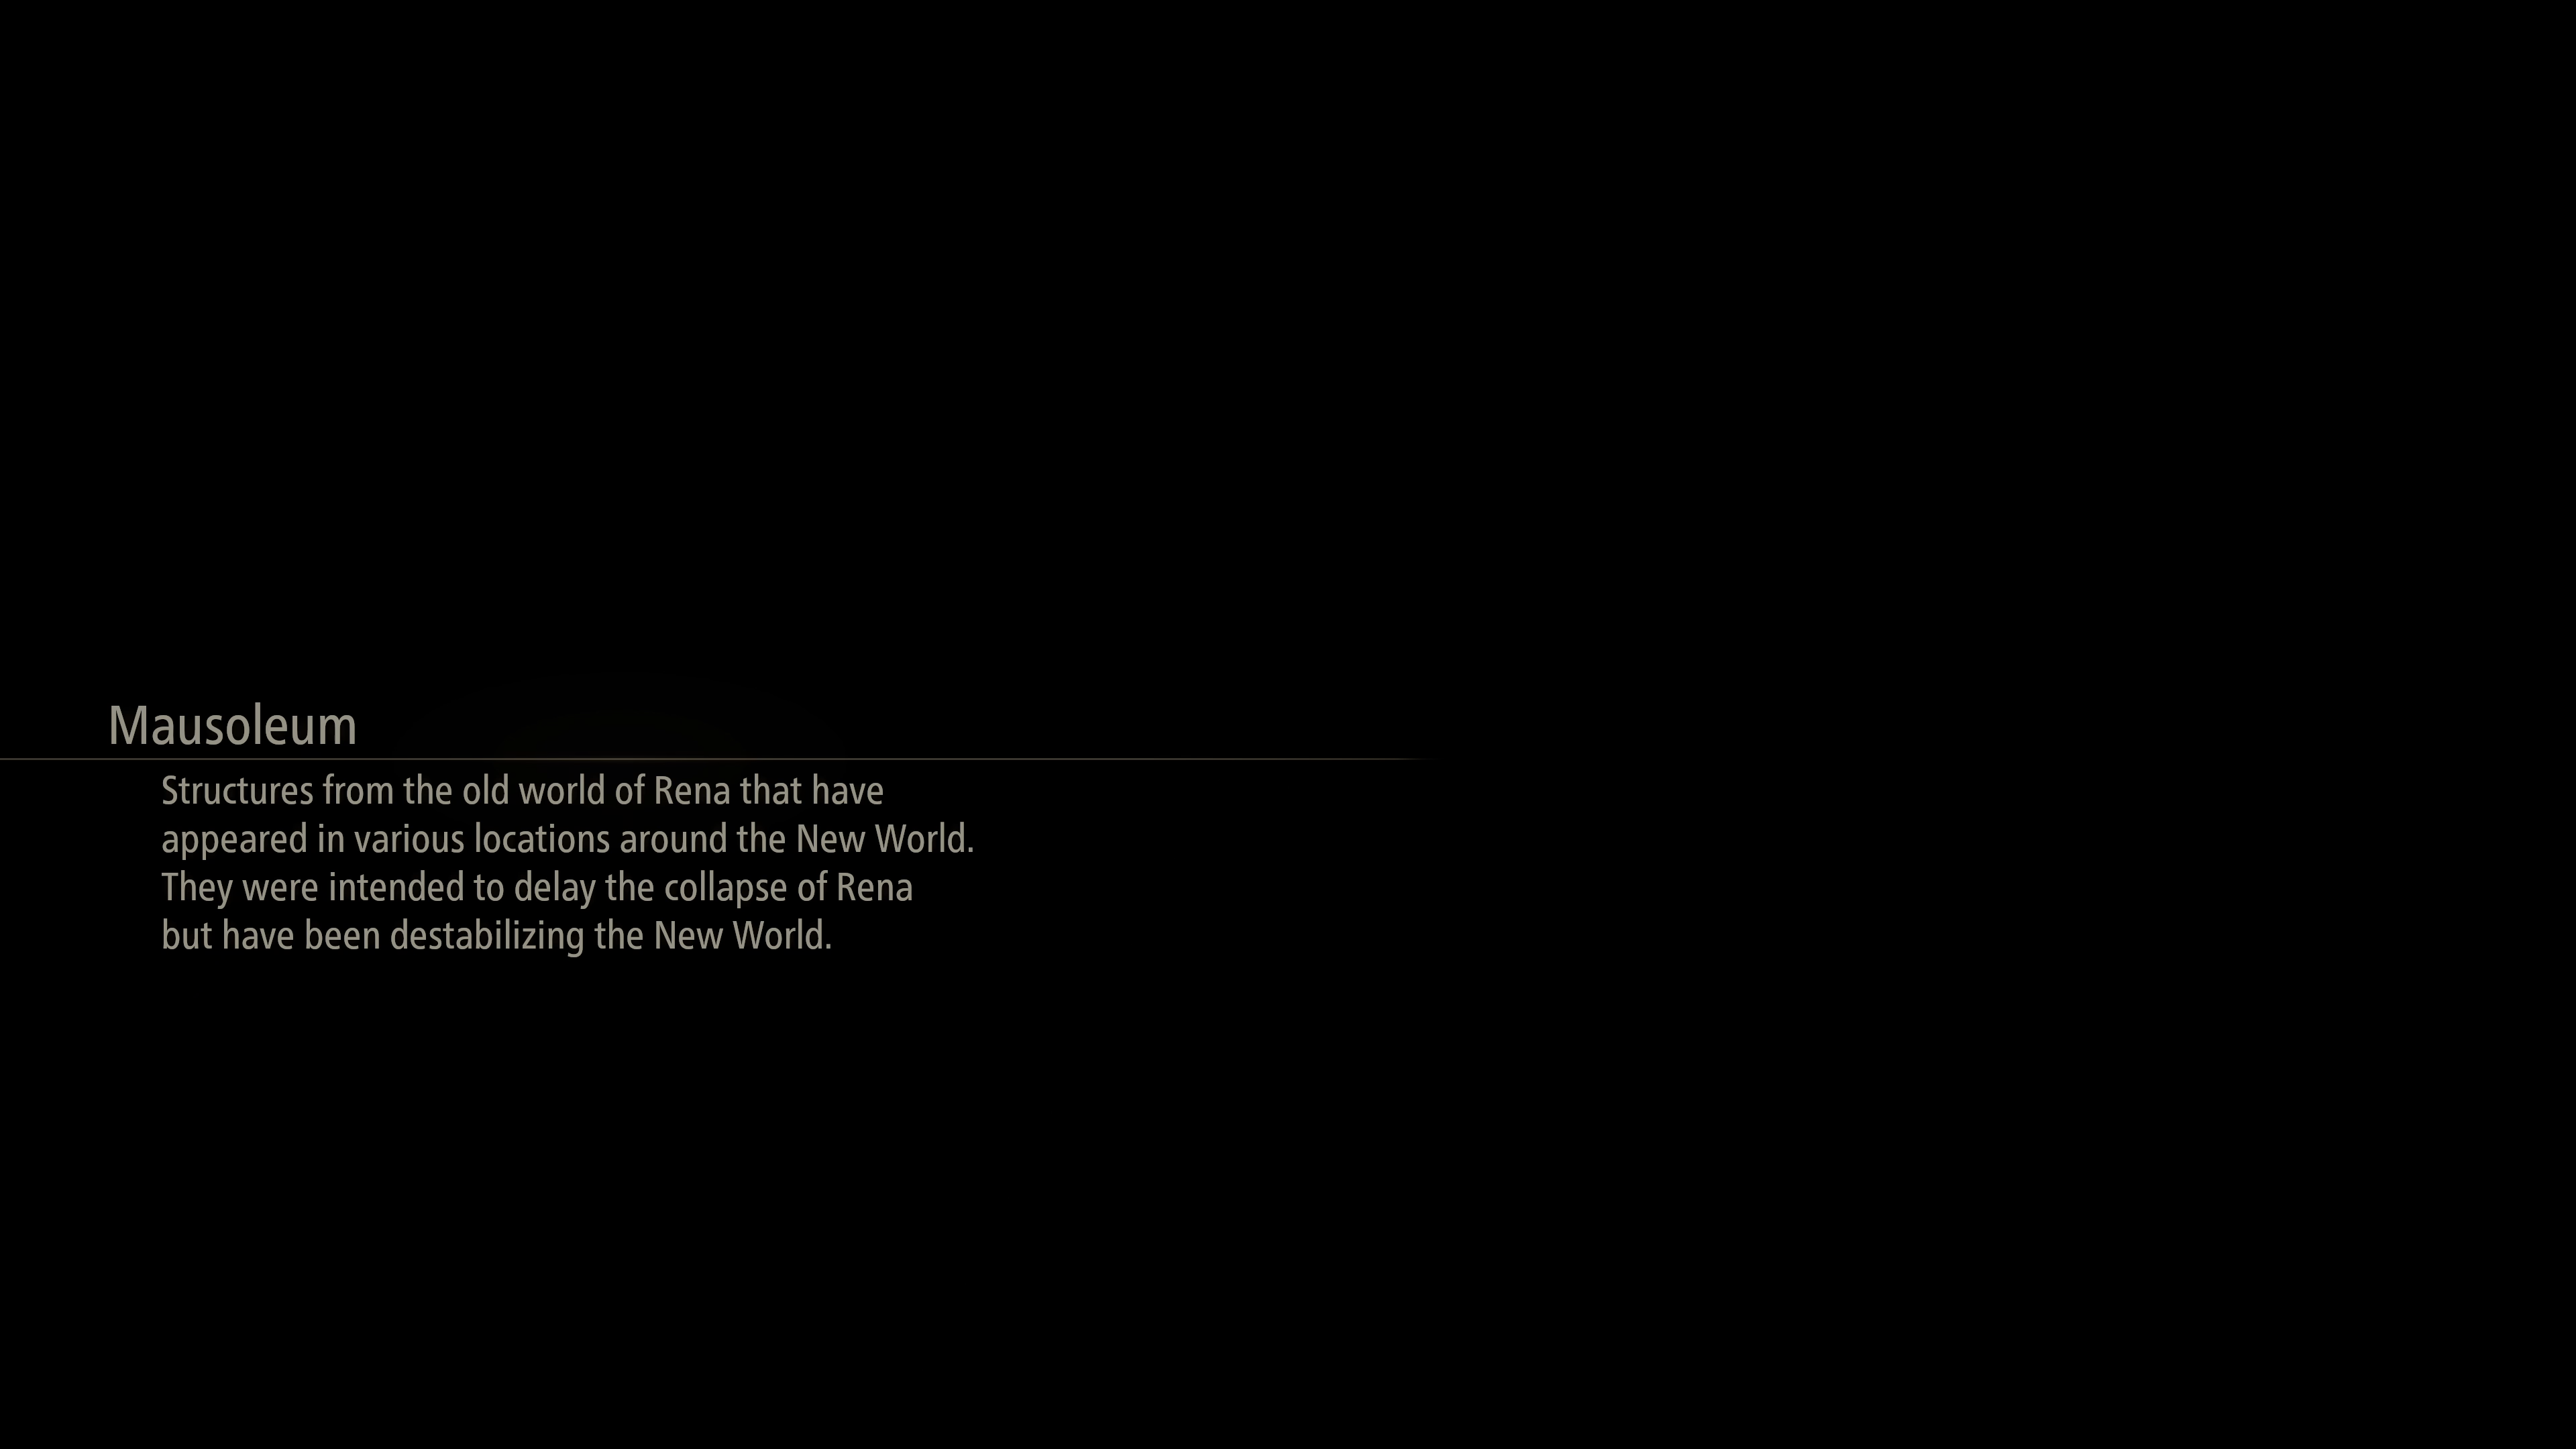 Mausoleum
Structures from the old world of Rena that have
appeared in various locations around the New World.
They were intended to delay the collapse of Rena
but have been destabilizing the New World.